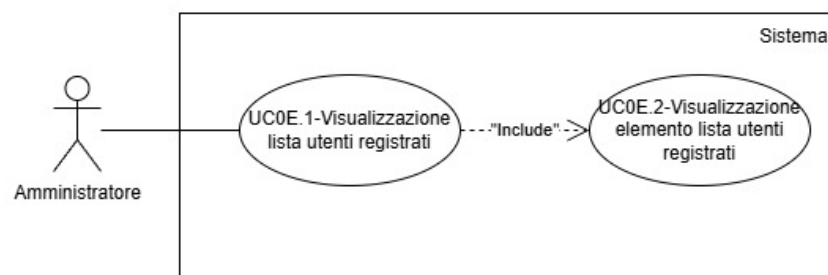 Sistema
UC0E.1-Visualizzazione
lista utenti registrati
"Include"
UC0E.2-Visualizzazione
elemento lista utenti
registrati
Amministratore